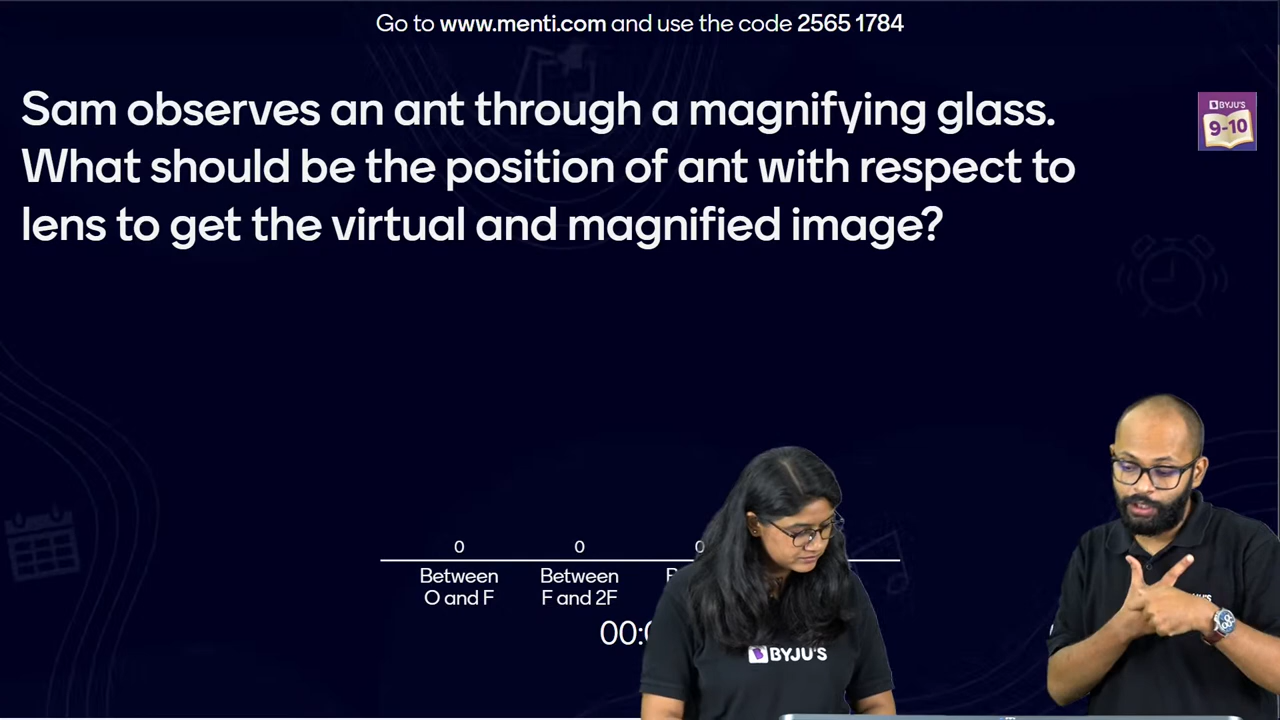 Go to www.menti.com and use the code 2565 1784
Sam observes an ant through a magnifying glass.
What should be the position of ant with respect to
lens to get the virtual and magnified image?
BYJU'S
9-10
0 0 0
Between Between
O and F F and 2F
BYJU'S